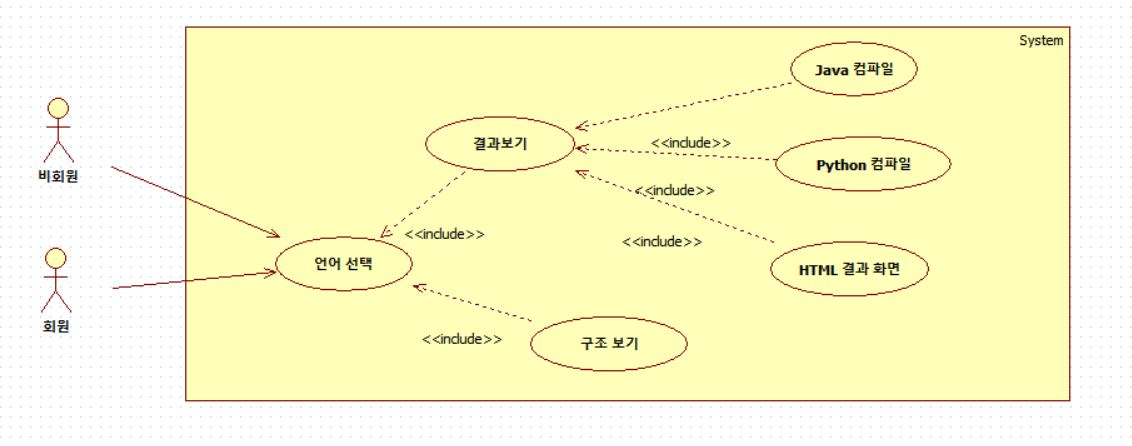 System
Java 컴파일
결과보기
<<include>>
Python 컴파일
비회원
<<include>>
<<include>>
<<include>>
언어 선택
HTML 결과 화면
회원
<<include>>
구조 보기